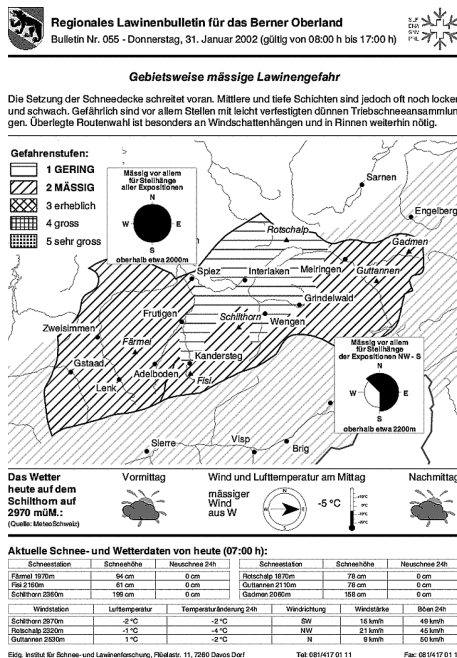 Regionales Lawinenbulletin für das Berner Oberland
Bulletin Nr. 055 - Donnerstag, 31. Januar 2002 (gültig von 08:00 h bis 17:00 h)
SLF
ENA
SNV
PNL
Gebietsweise mässige Lawinengefahr
Die Setzung der Schneedecke schreitet voran. Mittlere und tiefe Schichten sind jedoch oft noch locker
und schwach. Gefährlich sind vor allem Stellen mit leicht verfestigten dünnen Triebschneeansammlun
gen. Überlegte Routenwahl ist besonders an Windschattenhängen und in Rinnen weiterhin nötig.
Gefahrenstufen:
1 GERING
2 MÄSSIG
3 erheblich
4 gross
5 sehr gross
Mässig vor allem
für Steilhänge
aller Expositionen
N
W E
S
oberhalb etwa 2000m
Sarnen
Engelberg
Rotschalp
Gadmen
Spiez
Interlaken
Meiringen
Guttannen
Grindelwald
Frutigen
Schilthorn
Wengen
Zweisimmen
Färmel
Kandersteg
Gstaad
Adelboden
Fisi
Lenk
Mässig vor allem
für Steilhänge
der Expositionen NW - S
N
W E
S
oberhalb etwa 2200m
Sierre
Visp
Brig
Das Wetter
heute auf dem
Schilthorn auf
2970 müM.:
(Quelle: MeteoSchweiz)
Vormittag
Wind und Lufttemperatur am Mittag
mässiger
Wind
aus W
-5 °C
Nachmittag
Aktuelle Schnee- und Wetterdaten von heute (07:00 h):
Schneestation Schneehöhe Neuschnee 24h
Färmel 1970m 94 cm 0 cm
Fisi 2160m 61 cm 0 cm
Schilthorn 2360m 199 cm 0 cm
Schneestation Schneehöhe Neuschnee 24h
Rotschalp 1870m 78 cm 0 cm
Guttannen 2110m 78 cm 0 cm
Gadmen 2060m 158 cm 0 cm
Windstation Lufttemperatur Temperaturänderung 24h Windrichtung Windstärke Böen 24h
Schilthorn 2970m -2 °C -2 °C SW 15 km/h 49 km/h
Rotschalp 2320m -1 °C -4 °C NW 21 km/h 45 km/h
Guttannen 2530m 1 °C -2 °C N 9 km/h 50 km/h
Eidg. Institut für Schnee- und Lawinenforschung, Flüelastr. 11, 7260 Davos Dorf Tel: 081/417 01 11 Fax: 081/417 01 1